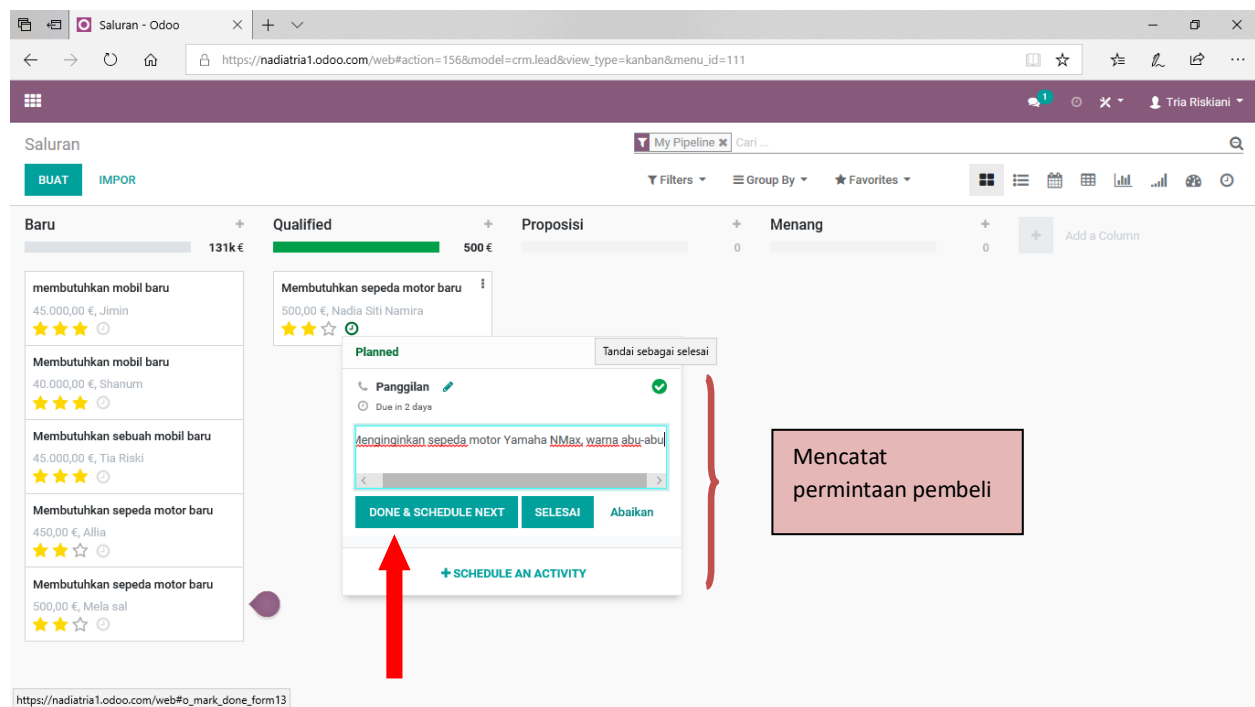 Saluran - Odoo
https://nadiatria1.odoo.com/web#action=156&model=crm.lead&view_type=kanban&menu_id=111
1
Tria Riskiani
Saluran
My Pipeline
Cari ...
BUAT IMPOR
Filters Group By Favorites
Baru
131k €
Qualified
500 €
Proposisi
0
Menang
0
Add a Column
membutuhkan mobil baru
45.000,00 €, Jimin
Membutuhkan mobil baru
40.000,00 €, Shanum
Membutuhkan sebuah mobil baru
45.000,00 €, Tia Riski
Membutuhkan sepeda motor baru
450,00 €, Allia
Membutuhkan sepeda motor baru
500,00 €, Mela sal
Membutuhkan sepeda motor baru
500,00 €, Nadia Siti Namira
Planned
Tandai sebagai selesai
Panggilan
Due in 2 days
Menginginkan sepeda motor Yamaha NMax, warna abu-abu
DONE & SCHEDULE NEXT SELESAI Abaikan
+ SCHEDULE AN ACTIVITY
Mencatat
permintaan pembeli
https://nadiatria1.odoo.com/web#o_mark_done_form13